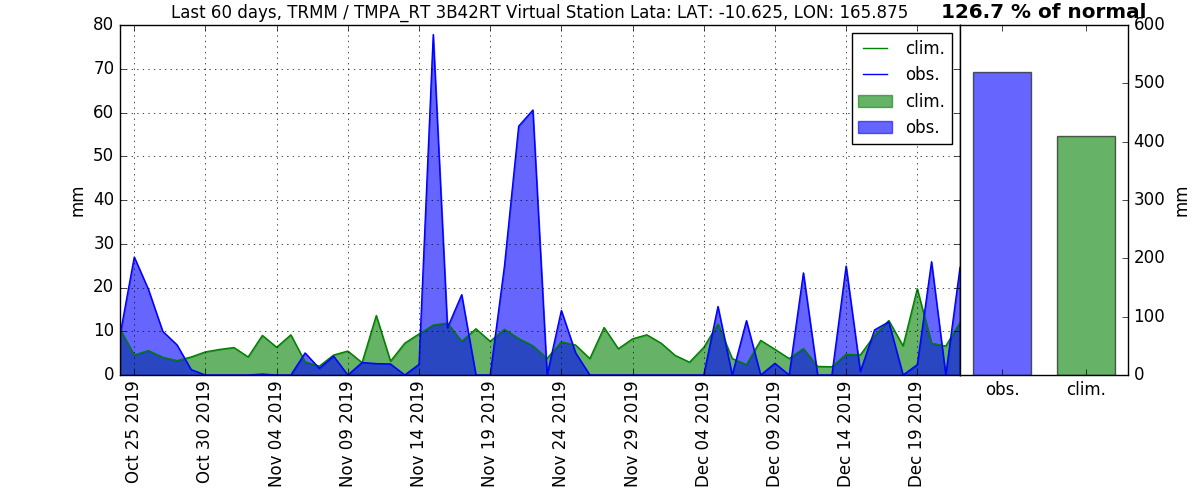 Last 60 days, TRMM / TMPA_RT 3B42RT Virtual Station Lata: LAT: -10.625, LON: 165.875
126.7 % of normal
80
70
60
50
40
30
20
10
0
mm
clim.
obs.
clim.
obs.
Oct 25 2019
Oct 30 2019
Nov 04 2019
Nov 09 2019
Nov 14 2019
Nov 19 2019
Nov 24 2019
Nov 29 2019
Dec 04 2019
Dec 09 2019
Dec 14 2019
Dec 19 2019
600
500
400
300
200
100
0
mm
obs.
clim.